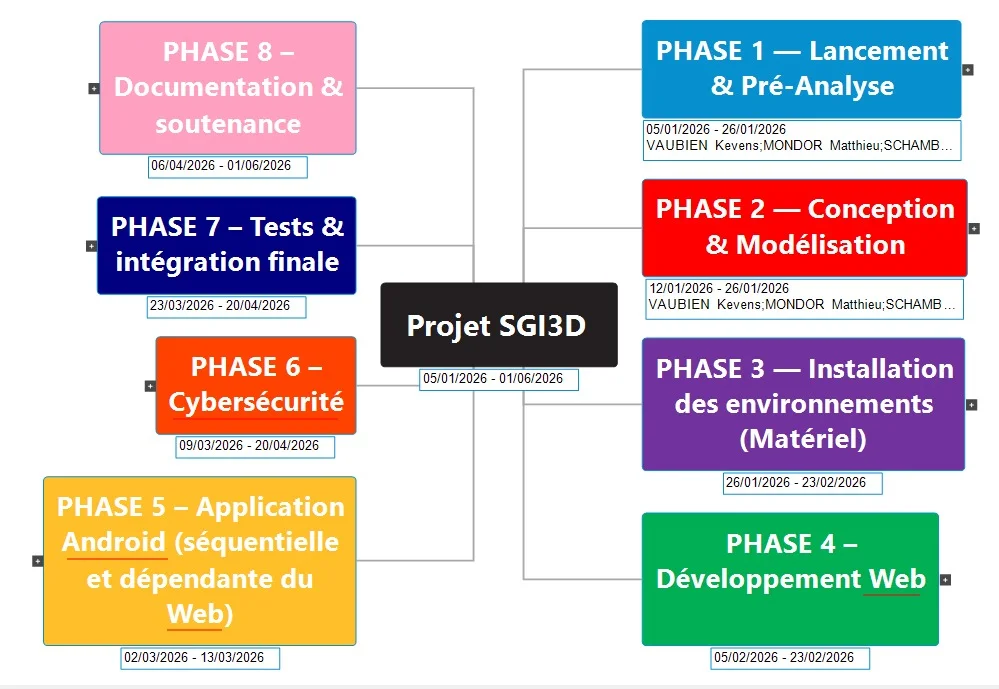 Projet SGI3D
05/01/2026 - 01/06/2026
PHASE 1 — Lancement
& Pré-Analyse
05/01/2026 - 26/01/2026
VAUBIEN Kevens;MONDOR Matthieu;SCHAMB...
PHASE 2 — Conception
& Modélisation
12/01/2026 - 26/01/2026
VAUBIEN Kevens;MONDOR Matthieu;SCHAMB...
PHASE 3 — Installation
des environnements
(Matériel)
26/01/2026 - 23/02/2026
PHASE 4 –
Développement Web
05/02/2026 - 23/02/2026
PHASE 5 – Application
Android (séquentielle
et dépendante du
Web)
02/03/2026 - 13/03/2026
PHASE 6 –
Cybersécurité
09/03/2026 - 20/04/2026
PHASE 7 – Tests &
intégration finale
23/03/2026 - 20/04/2026
PHASE 8 –
Documentation &
soutenance
06/04/2026 - 01/06/2026